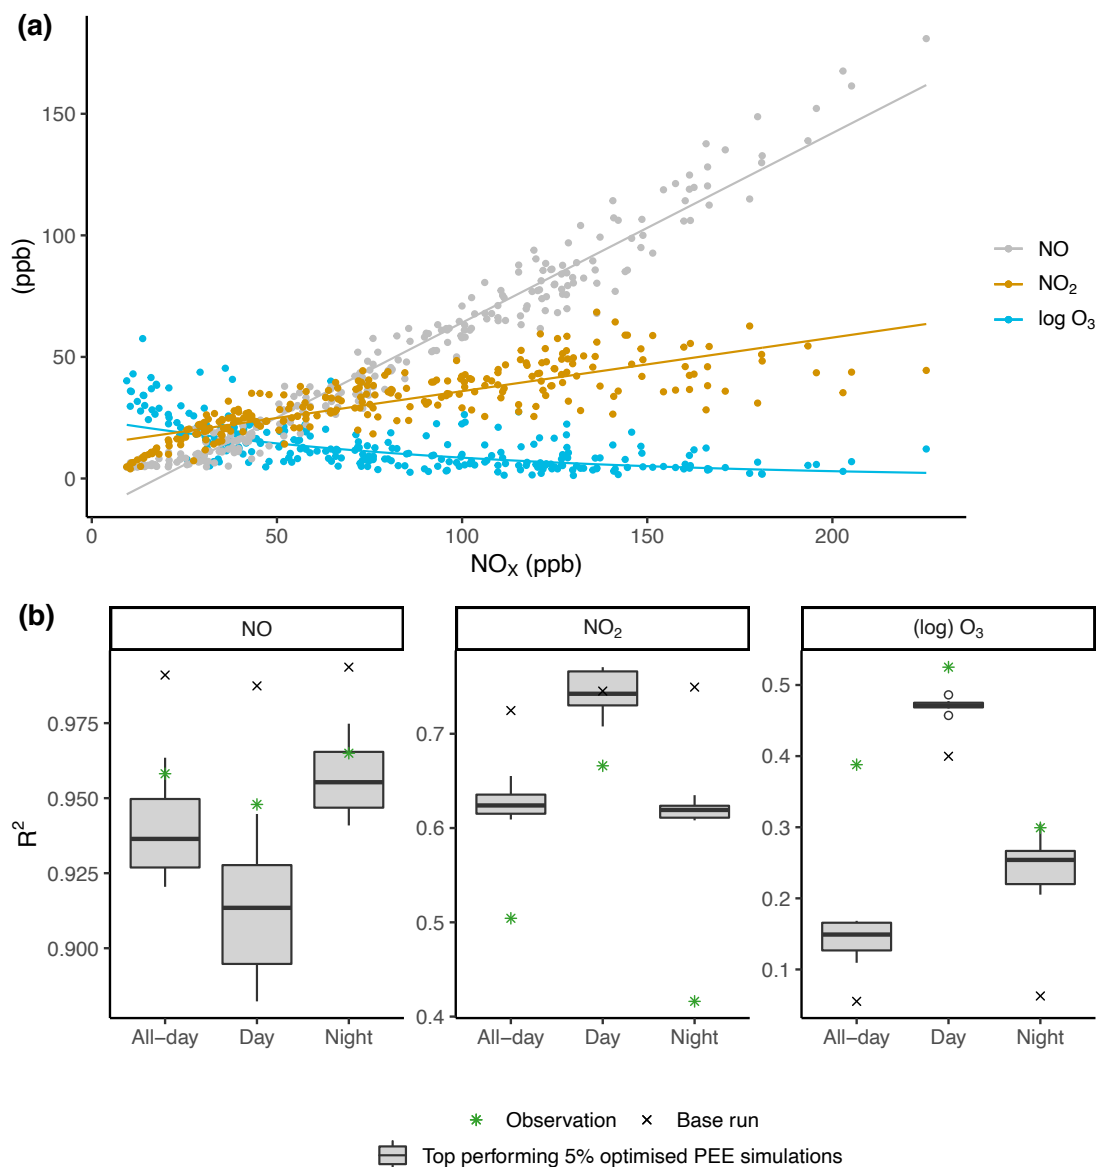 (a)
150
100
50
0
(ppb)
0 50 100 150 200
NOX (ppb)
NO
NO2
log O3
(b)
NO NO2 (log) O3
R2
0.975
0.950
0.925
0.900
0.7
0.6
0.5
0.4
0.5
0.4
0.3
0.2
0.1
All-day Day Night All-day Day Night All-day Day Night
Observation Base run
Top performing 5% optimised PEE simulations